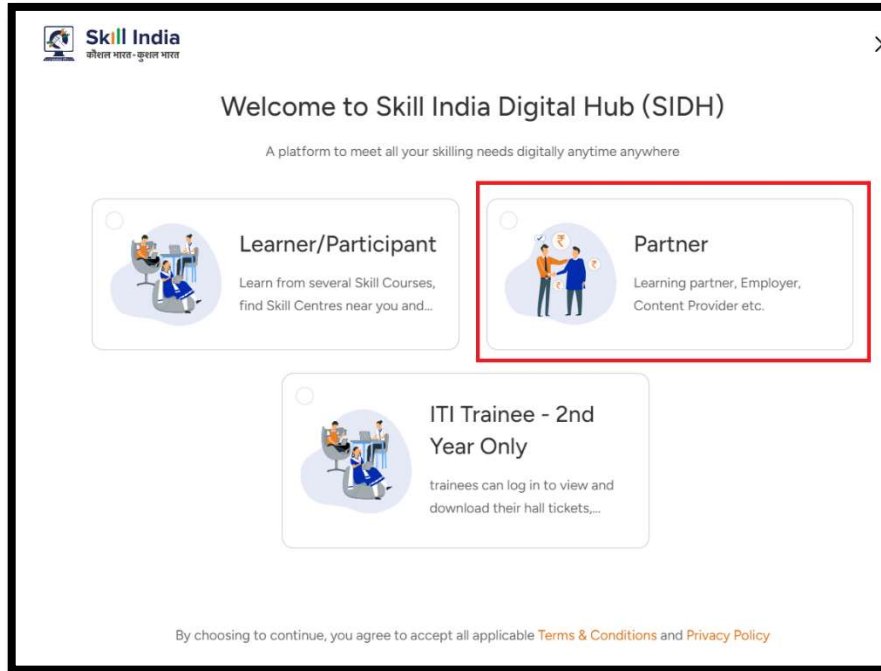 Skill India
कौशल भारत-कुशल भारत
Welcome to Skill India Digital Hub (SIDH)
A platform to meet all your skilling needs digitally anytime anywhere
Learner/Participant
Learn from several Skill Courses,
find Skill Centres near you and...
Partner
Learning partner, Employer,
Content Provider etc.
ITI Trainee - 2nd
Year Only
trainees can log in to view and
download their hall tickets,...
By choosing to continue, you agree to accept all applicable Terms & Conditions and Privacy Policy